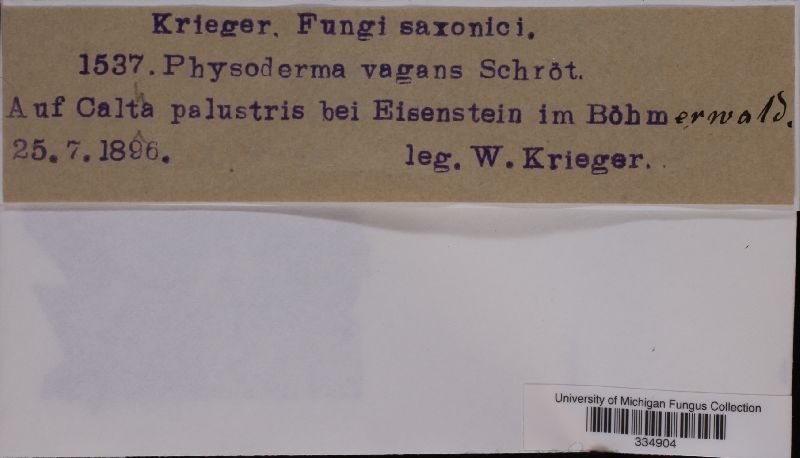 Krieger. Fungi saxonici.
1537. Physoderma vagans Schröt.
Auf Caltha palustris bei Eisenstein im Böhmerwald.
25. 7. 1896. leg. W. Krieger.
University of Michigan Fungus Collection
334904